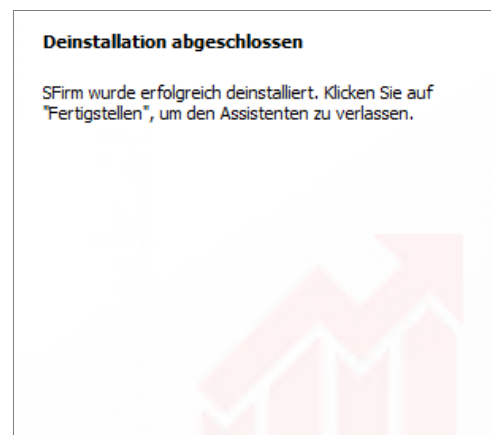 Deinstallation abgeschlossen
SFirm wurde erfolgreich deinstalliert. Klicken Sie auf
"Fertigstellen", um den Assistenten zu verlassen.